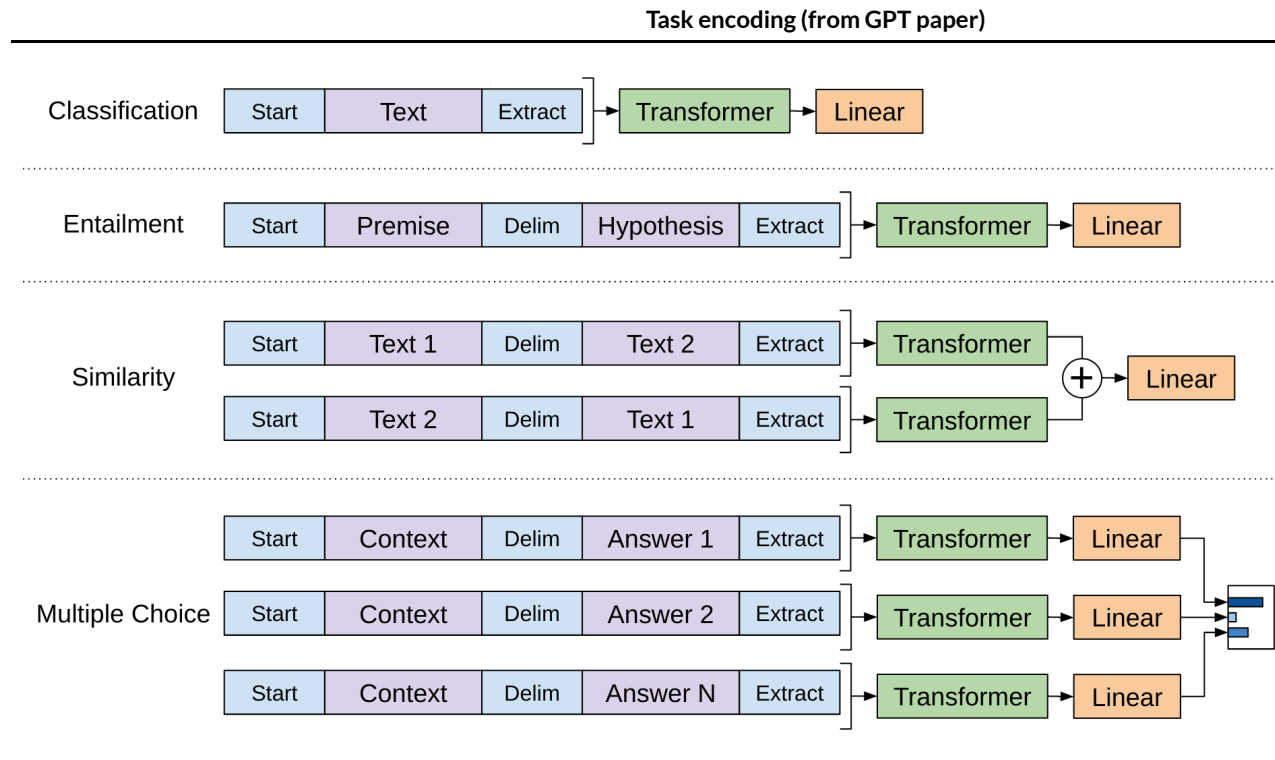 Task encoding (from GPT paper)
Classification Start Text Extract Transformer Linear
Entailment Start Premise Delim Hypothesis Extract Transformer Linear
Similarity
Start Text 1 Delim Text 2 Extract Transformer
+ Linear
Start Text 2 Delim Text 1 Extract Transformer
Multiple Choice
Start Context Delim Answer 1 Extract Transformer Linear
Start Context Delim Answer 2 Extract Transformer Linear
Start Context Delim Answer N Extract Transformer Linear